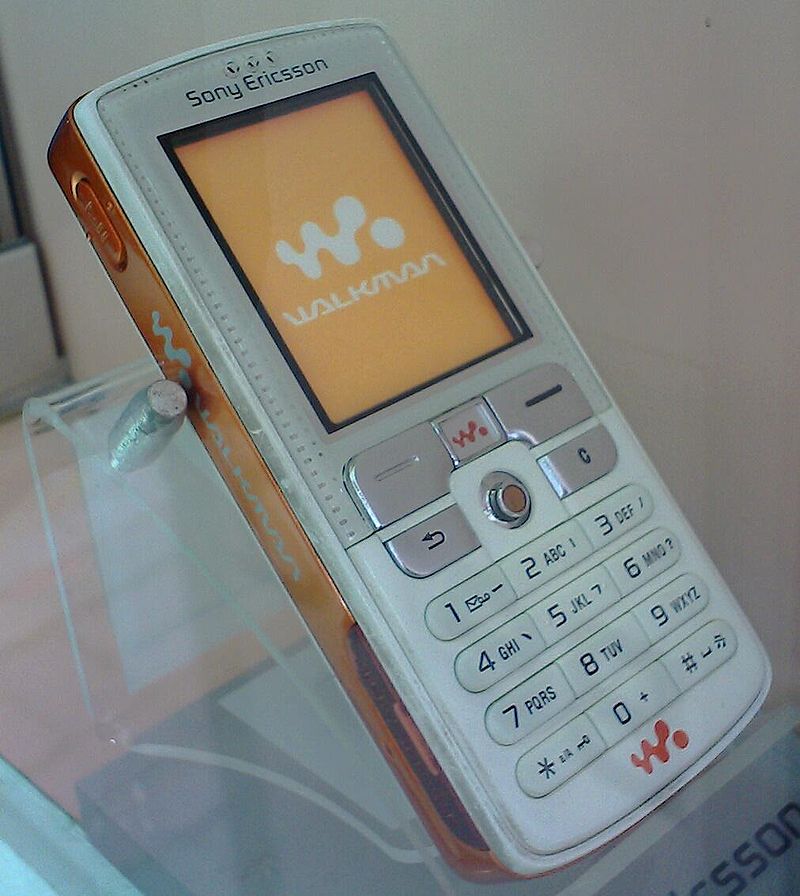 Sony Ericsson
WALKMAN
WALKMAN
C
1
2 ABC
3 DEF
4 GHI
5 JKL
6 MNO ?
7 PQRS
8 TUV
9 WXYZ
* a/A
0 +
#
ICSSON